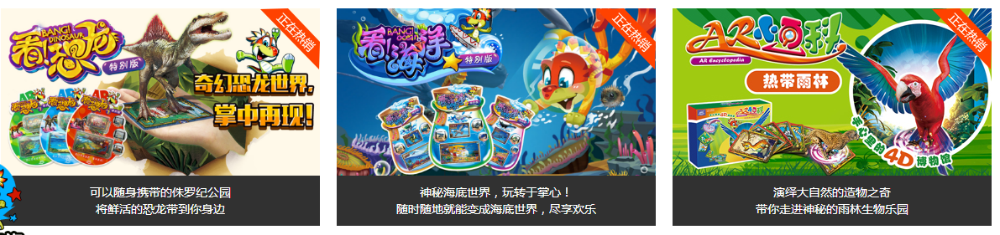 看!恐龙
BANG!
DINOSAUR
特别版
奇幻恐龙世界,
掌中再现!
正在热销
可以随身携带的侏罗纪公园
将鲜活的恐龙带到你身边
看!海洋
BANG!
ocean
特别版
正在热销
神秘海底世界，玩转于掌心！
随时随地就能变成海底世界，尽享欢乐
AR小百科
AR Encyclopedia
热带雨林
手心里的4D博物馆
正在热销
演绎大自然的造物之奇
带你走进神秘的雨林生物乐园